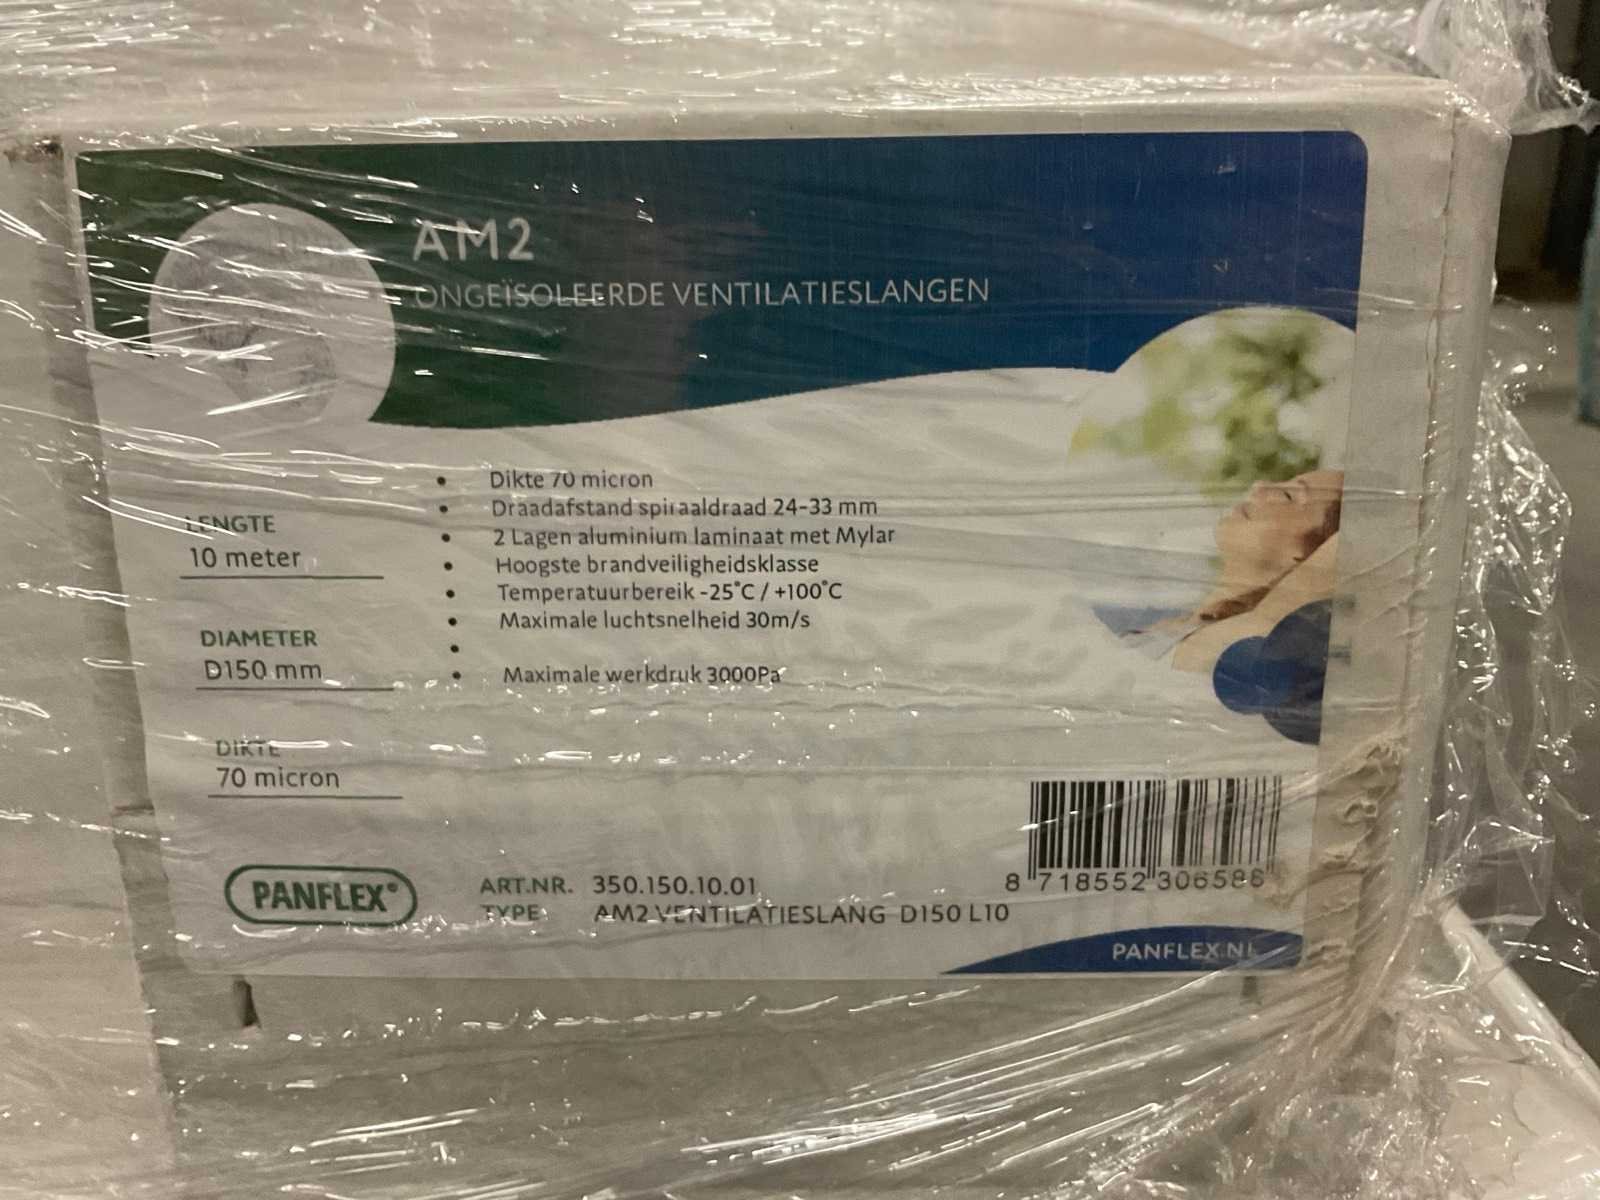 AM2
ONGEÏSOLEERDE VENTILATIESLANGEN
LENGTE
10 meter
DIAMETER
D150 mm
DIKTE
70 micron
• Dikte 70 micron
• Draadafstand spiraaldraad 24-33 mm
• 2 Lagen aluminium laminaat met Mylar
• Hoogste brandveiligheidsklasse
• Temperatuurbereik -25°C / +100°C
• Maximale luchtsnelheid 30m/s
•
• Maximale werkdruk 3000Pa
PANFLEX®
ART.NR. 350.150.10.01
TYPE: AM2 VENTILATIESLANG D150 L10
8 718552 306586
PANFLEX.NL